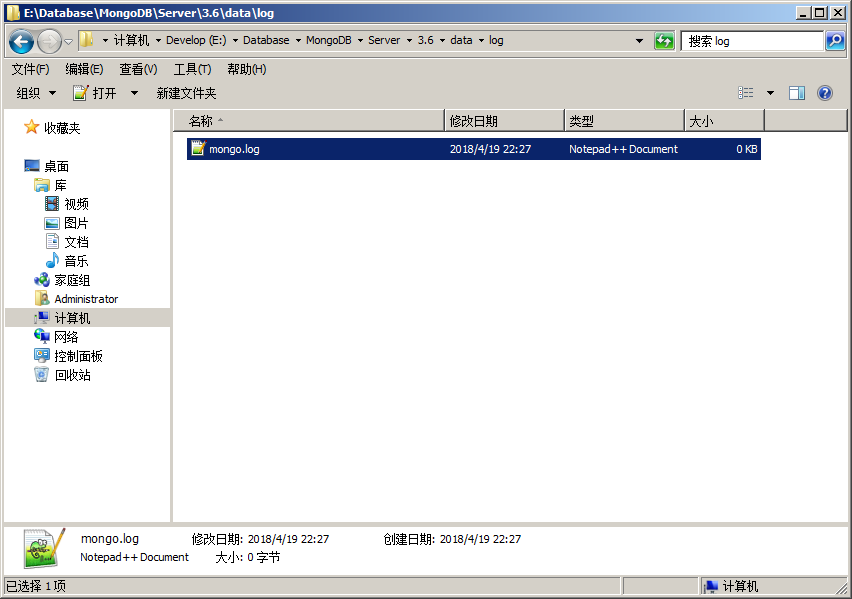 E:\Database\MongoDB\Server\3.6\data\log
计算机 Develop (E:) Database MongoDB Server 3.6 data log 搜索 log
文件(F) 编辑(E) 查看(V) 工具(T) 帮助(H)
组织 打开 新建文件夹
名称 修改日期 类型 大小
mongo.log 2018/4/19 22:27 Notepad++ Document 0 KB
收藏夹
桌面
库
视频
图片
文档
音乐
家庭组
Administrator
计算机
网络
控制面板
回收站
mongo.log 修改日期: 2018/4/19 22:27 创建日期: 2018/4/19 22:27
Notepad++ Document 大小: 0 字节
已选择 1 项 计算机